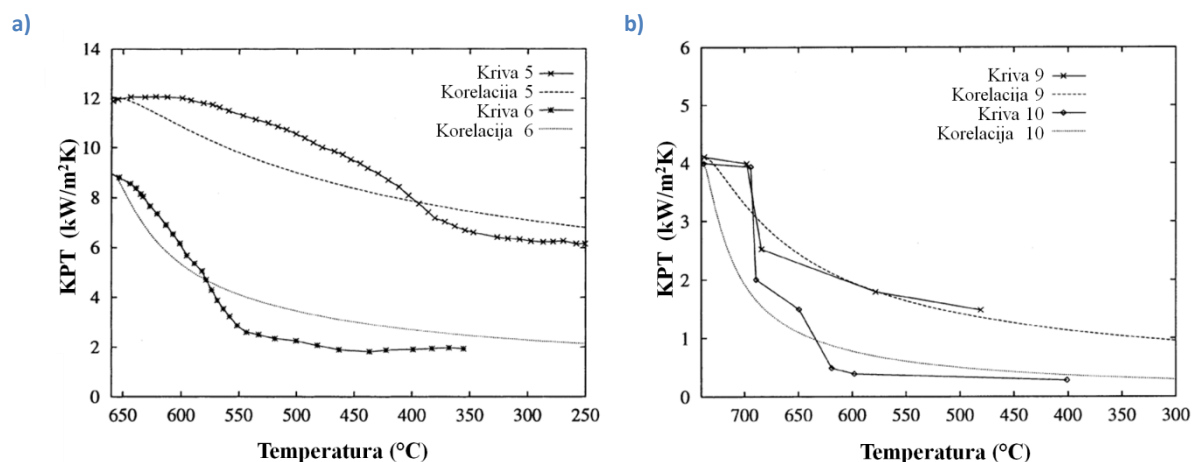 a)
14
12
10
8
6
4
2
0
KPT (kW/m²K)
Kriva 5
Korelacija 5
Kriva 6
Korelacija 6
650 600 550 500 450 400 350 300 250
Temperatura (°C)
b)
6
5
4
3
2
1
0
KPT (kW/m²K)
Kriva 9
Korelacija 9
Kriva 10
Korelacija 10
700 650 600 550 500 450 400 350 300
Temperatura (°C)